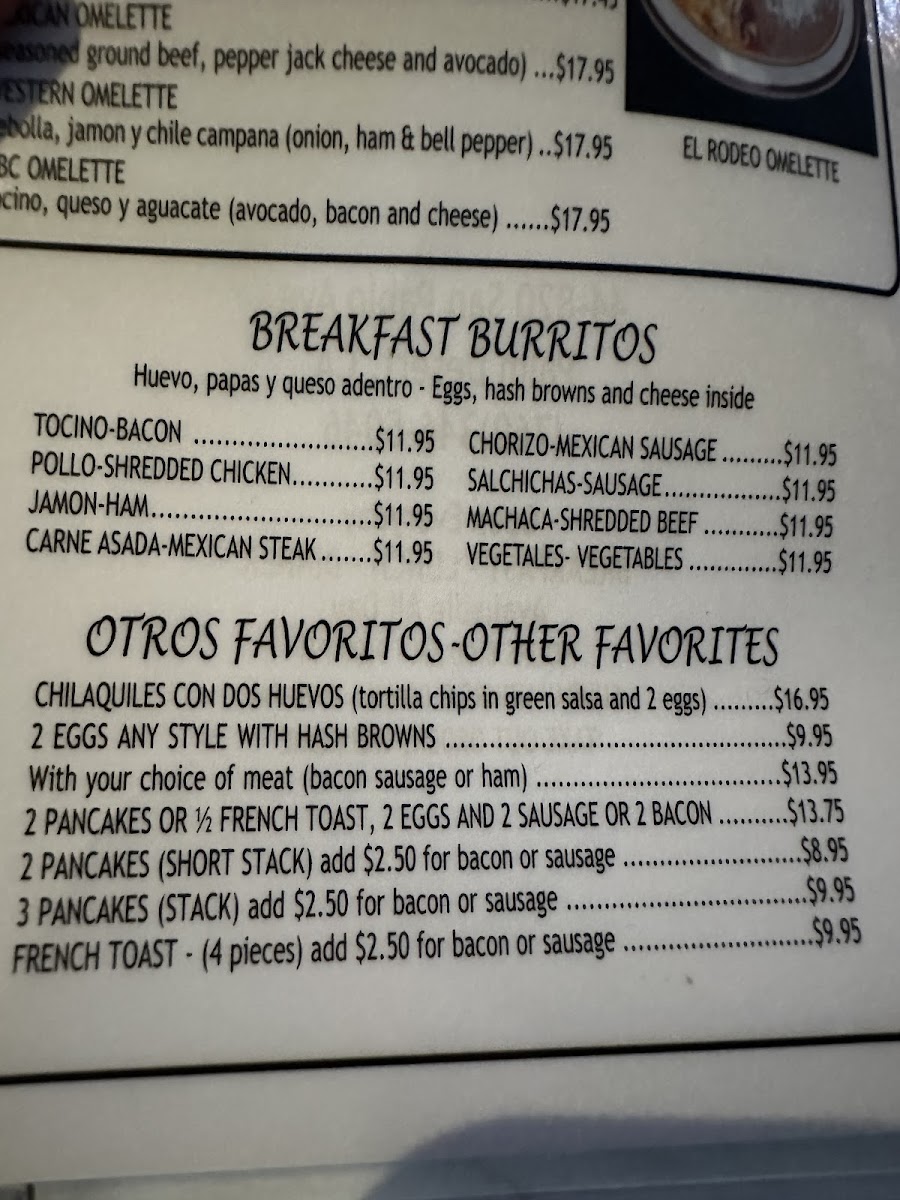 OMELETTE
ground beef, pepper jack cheese and avocado) ...$17.95
OMELETTE
jamon y chile campana (onion, ham & bell pepper) ..$17.95
OMELETTE
queso y aguacate (avocado, bacon and cheese) ......$17.95
EL RODEO OMELETTE
BREAKFAST BURRITOS
Huevo, papas y queso adentro - Eggs, hash browns and cheese inside
TOCINO-BACON ........................$11.95
POLLO-SHREDDED CHICKEN...........$11.95
JAMON-HAM.............................$11.95
CARNE ASADA-MEXICAN STEAK.......$11.95
CHORIZO-MEXICAN SAUSAGE .........$11.95
SALCHICHAS-SAUSAGE..................$11.95
MACHACA-SHREDDED BEEF ...........$11.95
VEGETALES- VEGETABLES .............$11.95
OTROS FAVORITOS-OTHER FAVORITES
CHILAQUILES CON DOS HUEVOS (tortilla chips in green salsa and 2 eggs) .........$16.95
2 EGGS ANY STYLE WITH HASH BROWNS .............................................$9.95
With your choice of meat (bacon sausage or ham) ................................$13.95
2 PANCAKES OR ½ FRENCH TOAST, 2 EGGS AND 2 SAUSAGE OR 2 BACON ..........$13.75
2 PANCAKES (SHORT STACK) add $2.50 for bacon or sausage ........................$8.95
3 PANCAKES (STACK) add $2.50 for bacon or sausage ................................$9.95
FRENCH TOAST - (4 pieces) add $2.50 for bacon or sausage .........................$9.95